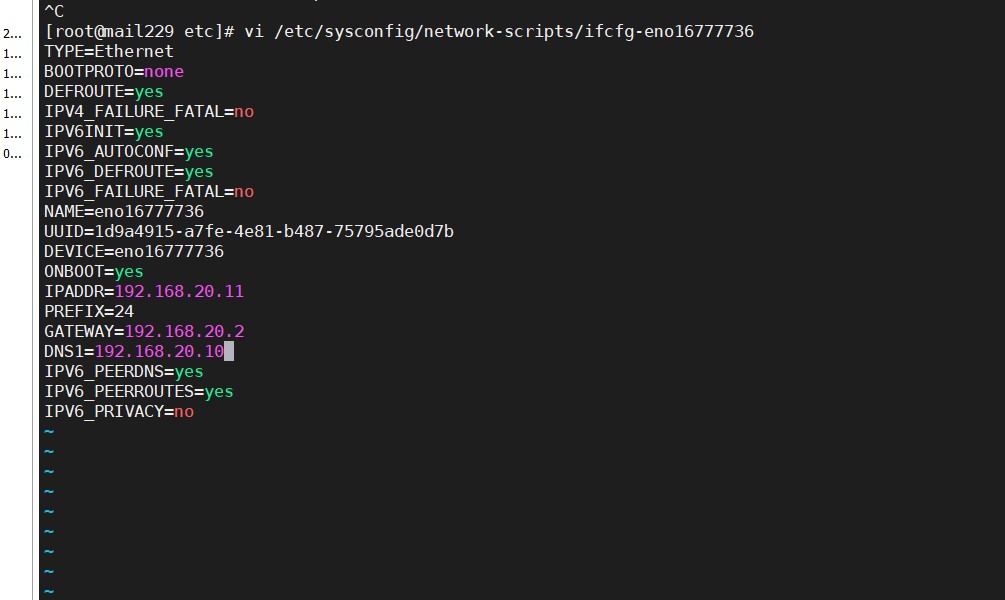 ^C
2...
[root@mail229 etc]# vi /etc/sysconfig/network-scripts/ifcfg-eno16777736
1...
TYPE=Ethernet
1...
BOOTPROTO=none
1...
DEFROUTE=yes
1...
IPV4_FAILURE_FATAL=no
1...
IPV6INIT=yes
0...
IPV6_AUTOCONF=yes
IPV6_DEFROUTE=yes
IPV6_FAILURE_FATAL=no
NAME=eno16777736
UUID=1d9a4915-a7fe-4e81-b487-75795ade0d7b
DEVICE=eno16777736
ONBOOT=yes
IPADDR=192.168.20.11
PREFIX=24
GATEWAY=192.168.20.2
DNS1=192.168.20.10
IPV6_PEERDNS=yes
IPV6_PEERROUTES=yes
IPV6_PRIVACY=no
~
~
~
~
~
~
~
~
~